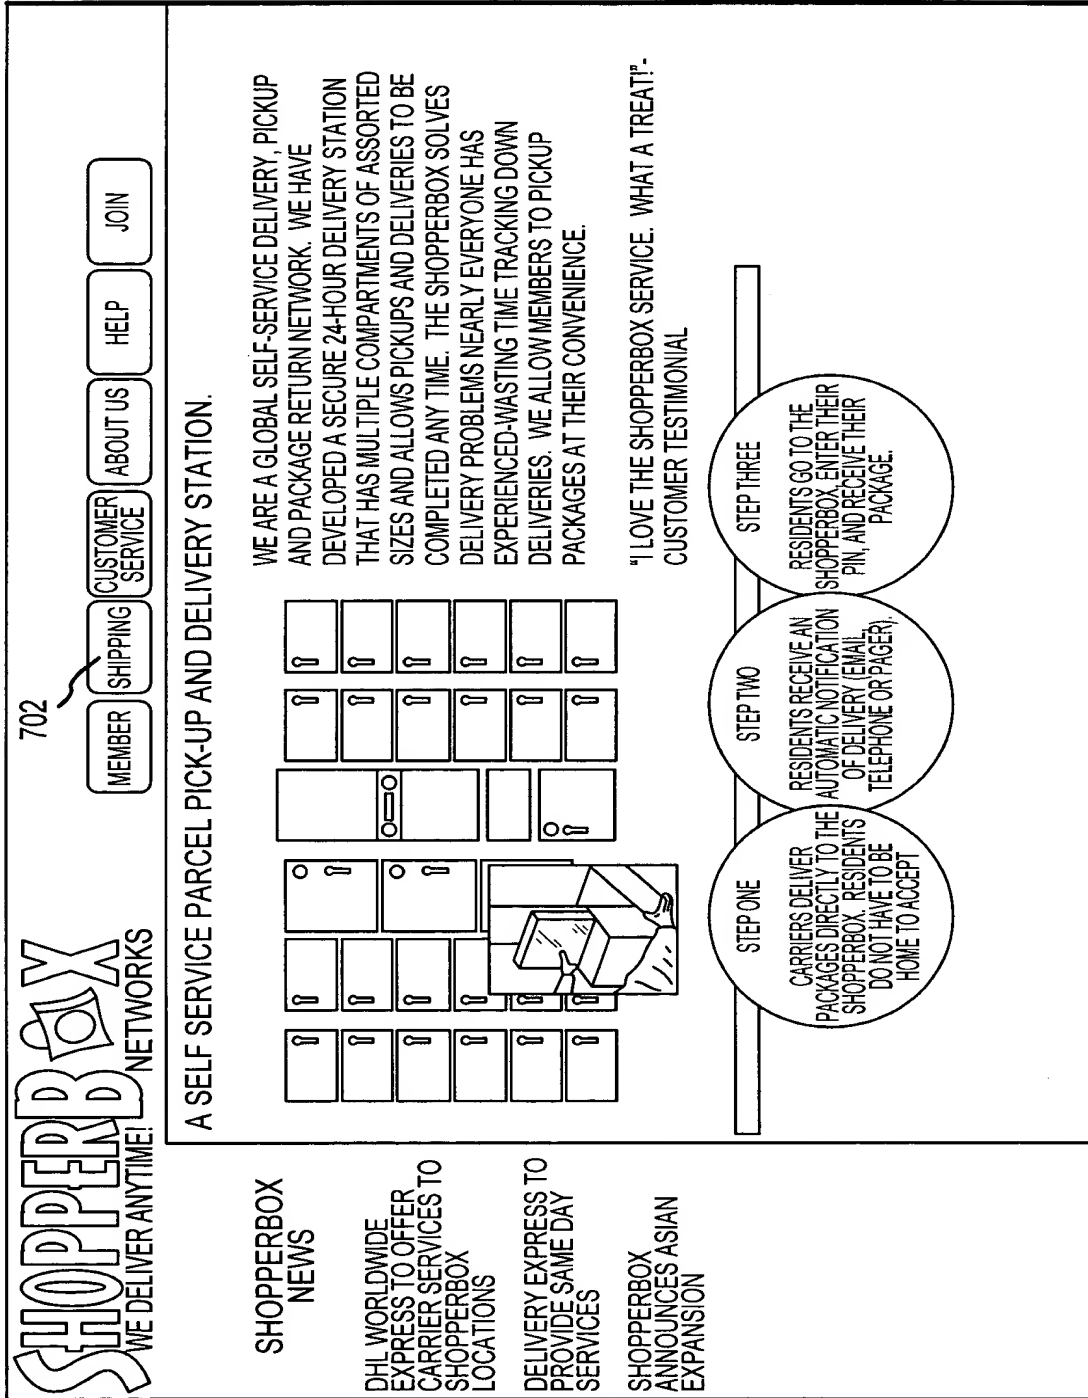 SHOPPERBOX
WE DELIVER ANYTIME! NETWORKS
702
MEMBER
SHIPPING
CUSTOMER
SERVICE
ABOUT US
HELP
JOIN
SHOPPERBOX
NEWS
DHL WORLDWIDE
EXPRESS TO OFFER
CARRIER SERVICES TO
SHOPPERBOX
LOCATIONS
DELIVERY EXPRESS TO
PROVIDE SAME DAY
SERVICES
SHOPPERBOX
ANNOUNCES ASIAN
EXPANSION
A SELF SERVICE PARCEL PICK-UP AND DELIVERY STATION.
WE ARE A GLOBAL SELF-SERVICE DELIVERY, PICKUP
AND PACKAGE RETURN NETWORK. WE HAVE
DEVELOPED A SECURE 24-HOUR DELIVERY STATION
THAT HAS MULTIPLE COMPARTMENTS OF ASSORTED
SIZES AND ALLOWS PICKUPS AND DELIVERIES TO BE
COMPLETED ANY TIME. THE SHOPPERBOX SOLVES
DELIVERY PROBLEMS NEARLY EVERYONE HAS
EXPERIENCED-WASTING TIME TRACKING DOWN
DELIVERIES. WE ALLOW MEMBERS TO PICKUP
PACKAGES AT THEIR CONVENIENCE.
"I LOVE THE SHOPPERBOX SERVICE. WHAT A TREAT!"-
CUSTOMER TESTIMONIAL
STEP ONE
CARRIERS DELIVER
PACKAGES DIRECTLY TO THE
SHOPPERBOX. RESIDENTS
DO NOT HAVE TO BE
HOME TO ACCEPT
STEP TWO
RESIDENTS RECEIVE AN
AUTOMATIC NOTIFICATION
OF DELIVERY (EMAIL,
TELEPHONE OR PAGER).
STEP THREE
RESIDENTS GO TO THE
SHOPPERBOX, ENTER THEIR
PIN, AND RECEIVE THEIR
PACKAGE.